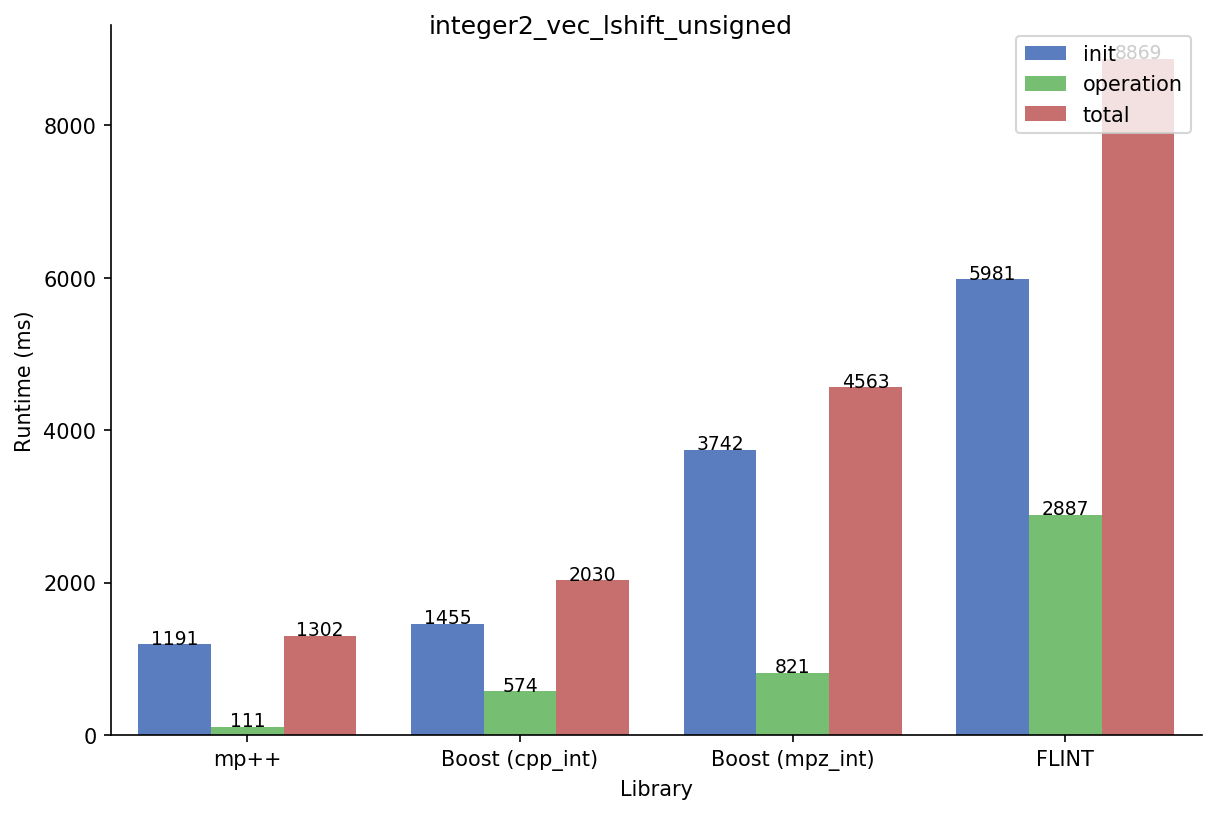 integer2_vec_lshift_unsigned
init
operation
total
8869
8000
6000
4000
2000
0
Runtime (ms)
1191
111
1302
1455
574
2030
3742
821
4563
5981
2887
mp++
Boost (cpp_int)
Boost (mpz_int)
FLINT
Library